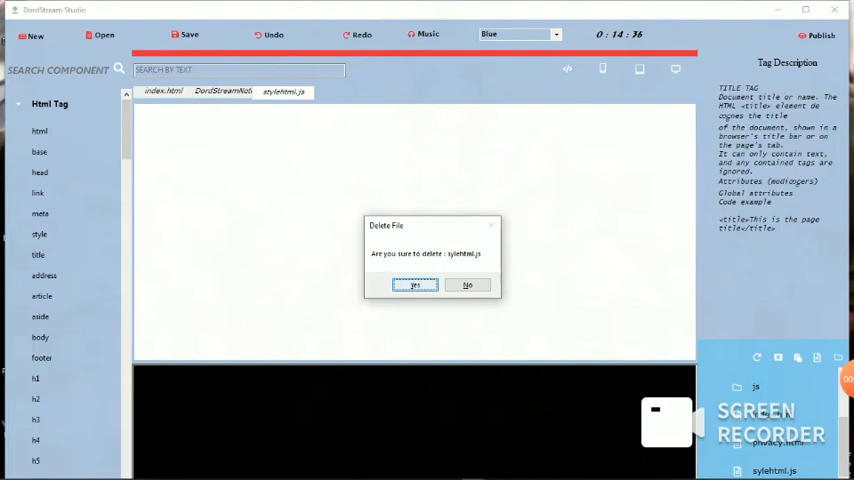 DordStream Studio
New
Open
Save
Undo
Redo
Music
Blue
0 : 14 : 36
Publish
SEARCH COMPONENT
SEARCH BY TEXT
Tag Description
index.html
DordStreamNot
stylehtml.js
Html Tag
html
base
head
link
meta
style
title
address
article
aside
body
footer
h1
h2
h3
h4
h5
TITLE TAG
Document title or name. The
HTML <title> element de
of the document, shown in a
browser's title bar or on
the page's tab.
It can only contain text,
and any contained tags are
ignored.
Attributes
Global attributes
Code example
<title>This is the page
title</title>
Delete File
Are you sure to delete : sylehtml.js
Yes
No
00:
js
privacy.html
sylehtml.js
SCREEN
RECORDER